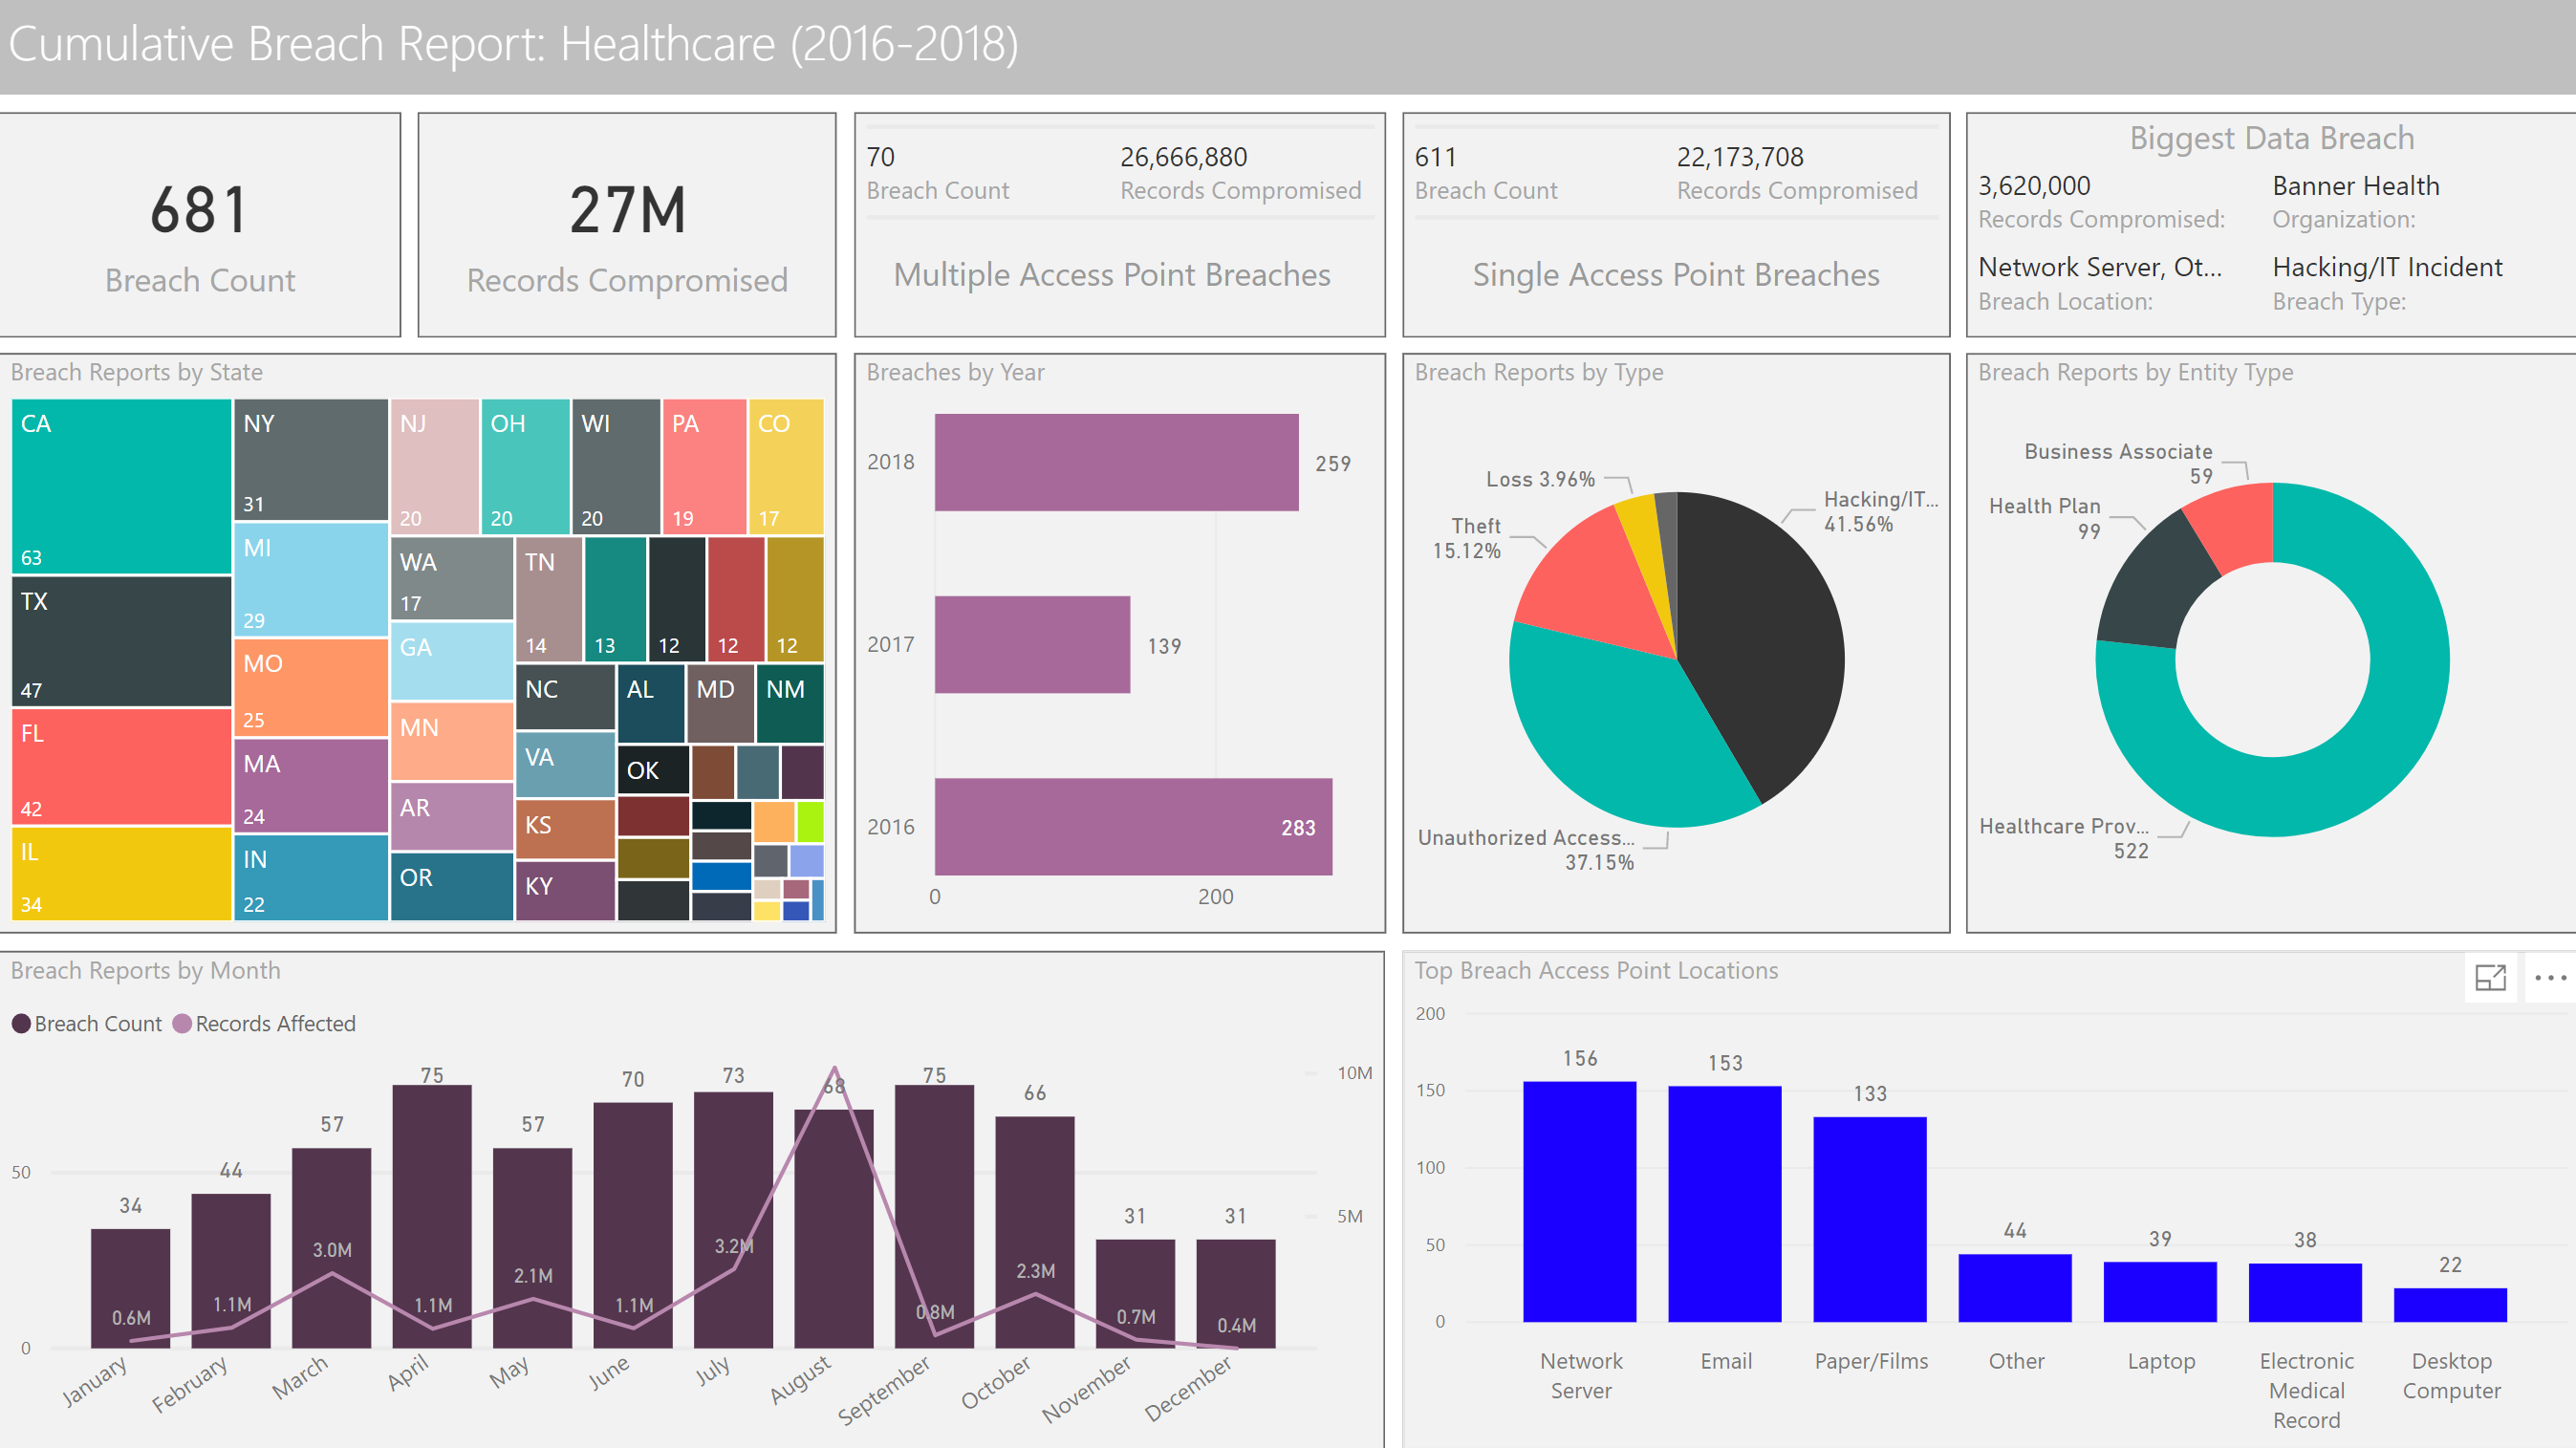 Cumulative Breach Report: Healthcare (2016-2018)
681
Breach Count
27M
Records Compromised
70
Breach Count
26,666,880
Records Compromised
Multiple Access Point Breaches
611
Breach Count
22,173,708
Records Compromised
Single Access Point Breaches
Biggest Data Breach
3,620,000
Records Compromised:
Banner Health
Organization:
Network Server, Ot...
Breach Location:
Hacking/IT Incident
Breach Type:
Breach Reports by State
CA
63
TX
47
FL
42
IL
34
NY
31
MI
29
MO
25
MA
24
IN
22
NJ
20
OH
20
WI
20
PA
19
CO
17
WA
17
GA
MN
AR
OR
TN
14
13
12
12
12
NC
VA
KS
KY
AL
MD
NM
OK
Breaches by Year
2018
259
2017
139
2016
283
0
200
Breach Reports by Type
Loss 3.96%
Theft
15.12%
Hacking/IT...
41.56%
Unauthorized Access...
37.15%
Breach Reports by Entity Type
Business Associate
59
Health Plan
99
Healthcare Prov...
522
Breach Reports by Month
Breach Count
Records Affected
50
0
10M
5M
34
44
57
75
57
70
73
68
75
66
31
31
0.6M
1.1M
3.0M
1.1M
2.1M
1.1M
3.2M
0.8M
2.3M
0.7M
0.4M
January
February
March
April
May
June
July
August
September
October
November
December
Top Breach Access Point Locations
200
150
100
50
0
156
153
133
44
39
38
22
Network
Server
Email
Paper/Films
Other
Laptop
Electronic
Medical
Record
Desktop
Computer